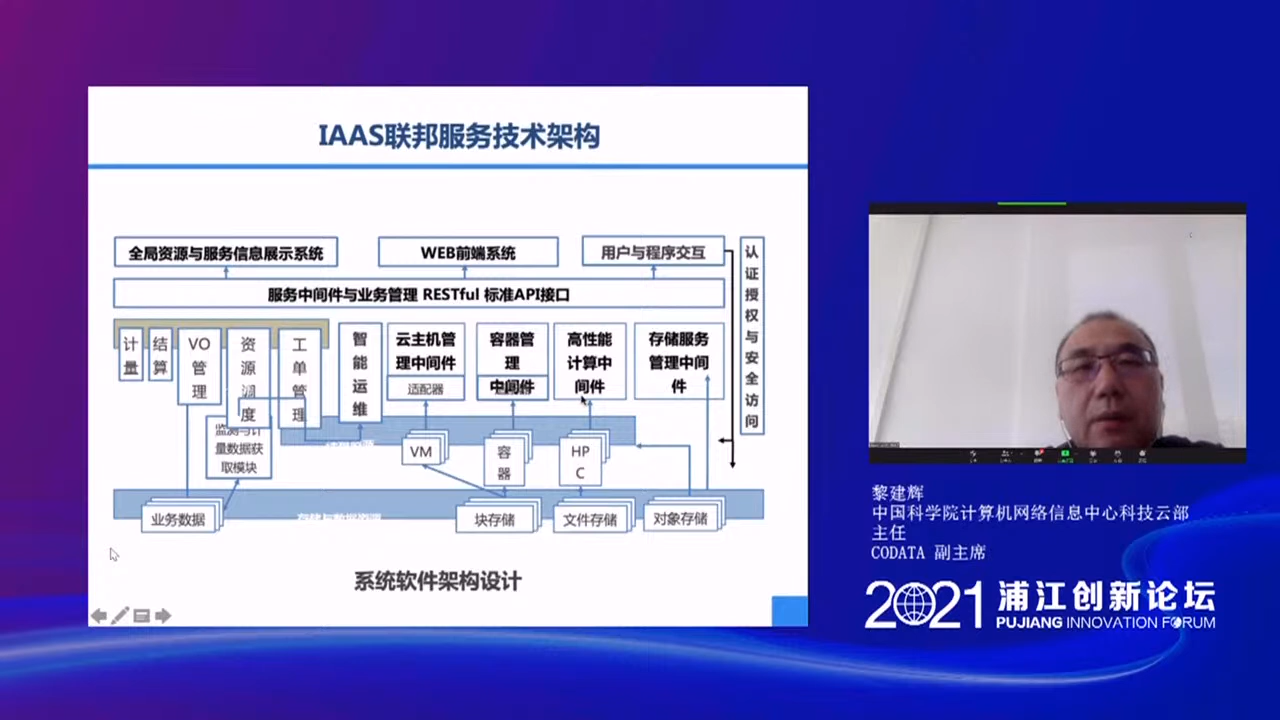 IAAS联邦服务技术架构
全局资源与服务信息展示系统
WEB前端系统
用户与程序交互
认证授权与安全访问
服务中间件与业务管理 RESTful 标准API接口
计量
结算
VO
管
理
资源调度
工单管理
智能运维
云主机管
理中间件
适配器
容器管
理
中间件
高性能
计算中
间件
存储服务
管理中间
件
监测与计
量数据获
取模块
VM
容
器
HP
C
业务数据
块存储
文件存储
对象存储
系统软件架构设计
黎建辉
中国科学院计算机网络信息中心科技云部
主任
CODATA 副主席
2021 浦江创新论坛
PUJIANG INNOVATION FORUM